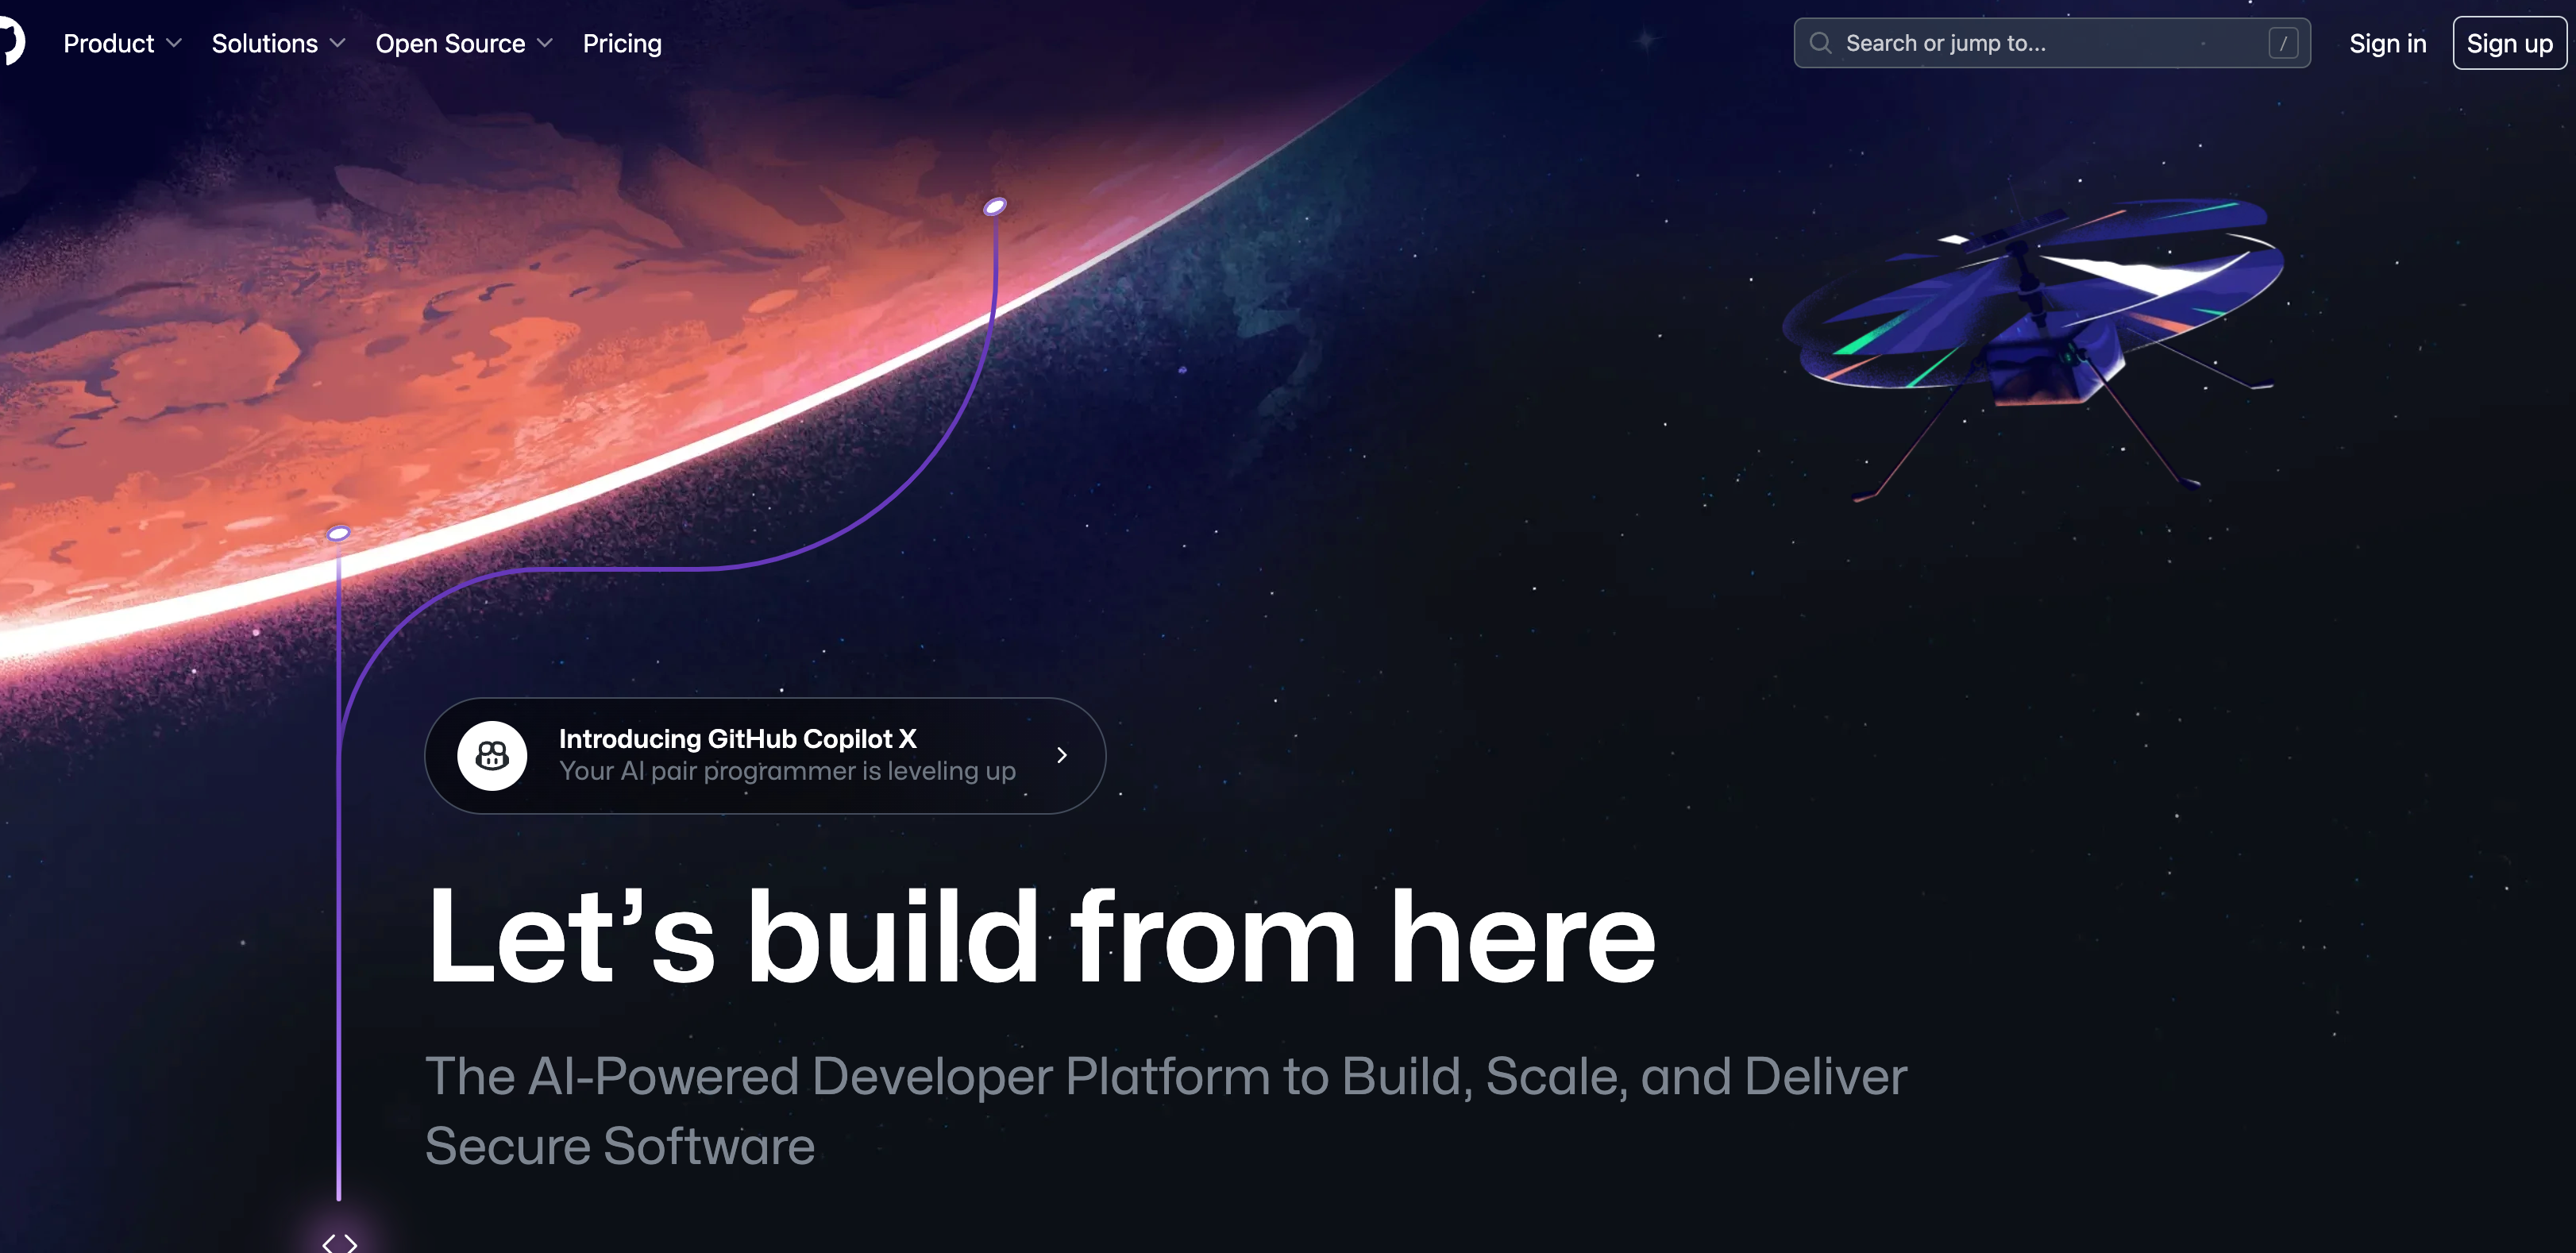 Product Solutions Open Source Pricing Search or jump to... / Sign in Sign up
Introducing GitHub Copilot X
Your AI pair programmer is leveling up
Let’s build from here
The AI-Powered Developer Platform to Build, Scale, and Deliver
Secure Software